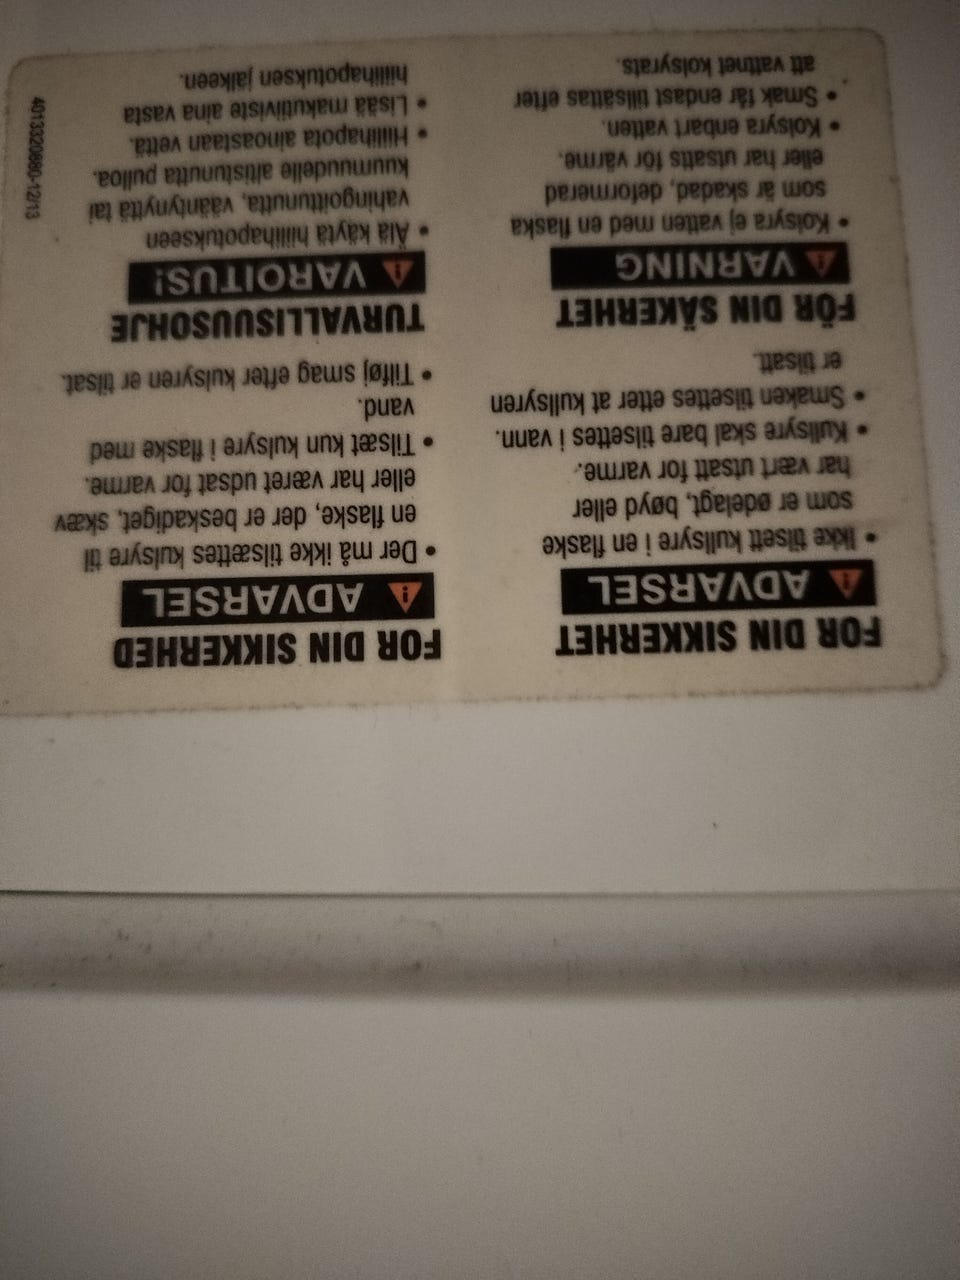 FOR DIN SIKKERHET
ADVARSEL
• Ikke tilsett kullsyre i en flaske
som er ødelagt, bøyd eller
har vært utsatt for varme.
• Kullsyre skal bare tilsettes i vann.
• Smaken tilsettes etter at kullsyren
er tilsatt.
FOR DIN SIKKERHED
ADVARSEL
• Der må ikke tilsættes kulsyre til
en flaske, der er beskadiget, skæv
eller har været udsat for varme.
• Tilsæt kun kulsyre i flaske med
vand.
• Tilføj smag efter kulsyren er tilsat.
FÖR DIN SÄKERHET
VARNING
• Kolsyra ej vatten med en flaska
som är skadad, deformerad
eller har utsatts för värme.
• Kolsyra enbart vatten.
• Smak får endast tillsättas efter
att vattnet kolsyrats.
TURVALLISUUSOHJE
VAROITUS!
• Älä käytä hiilihapotukseen
vahingoittunutta, vääntynyttä tai
kuumuudelle altistunutta pulloa.
• Hiilihapota ainoastaan vettä.
• Lisää makutiiviste aina vasta
hiilihapotuksen jälkeen.
4013320680-12/13